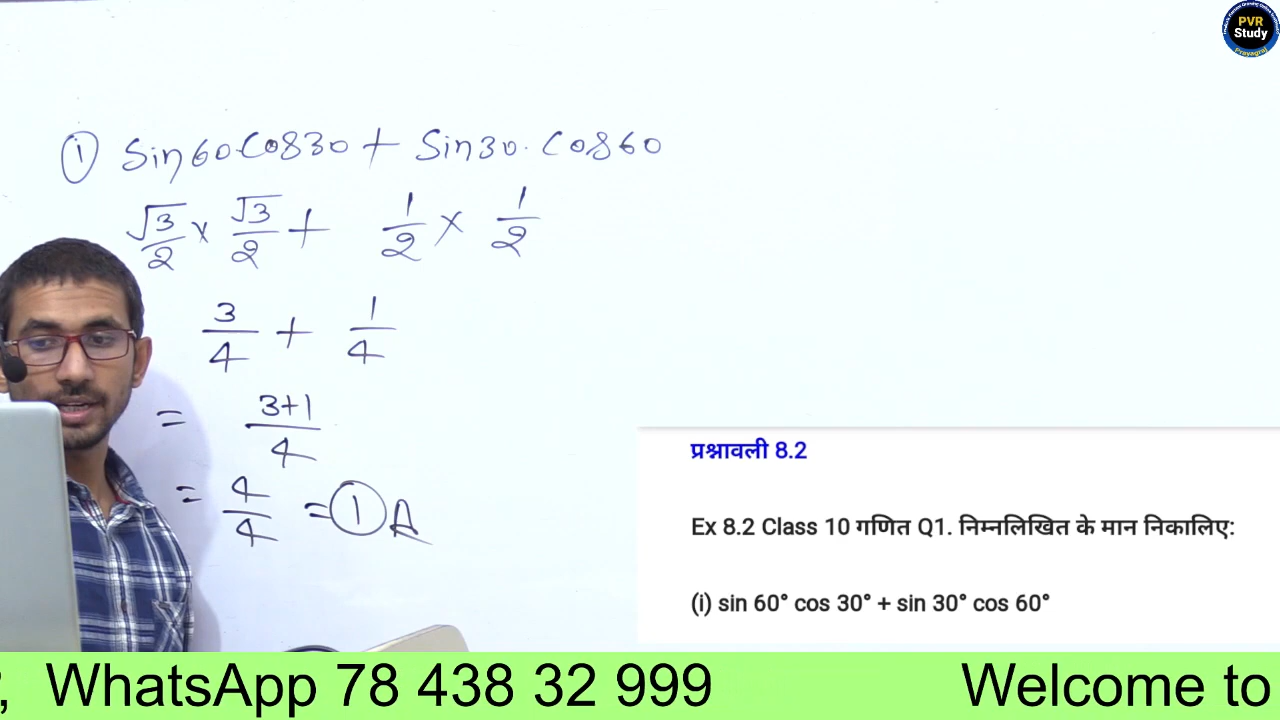 PVR
Study
Prayagraj
① Sin60 Cos30 + Sin30. Cos60
√3/2 × √3/2 + 1/2 × 1/2
3/4 + 1/4
= 3+1/4
= 4/4 = ① A
प्रश्नावली 8.2
Ex 8.2 Class 10 गणित Q1. निम्नलिखित के मान निकालिए:
(i) sin 60° cos 30° + sin 30° cos 60°
, WhatsApp 78 438 32 999 Welcome to